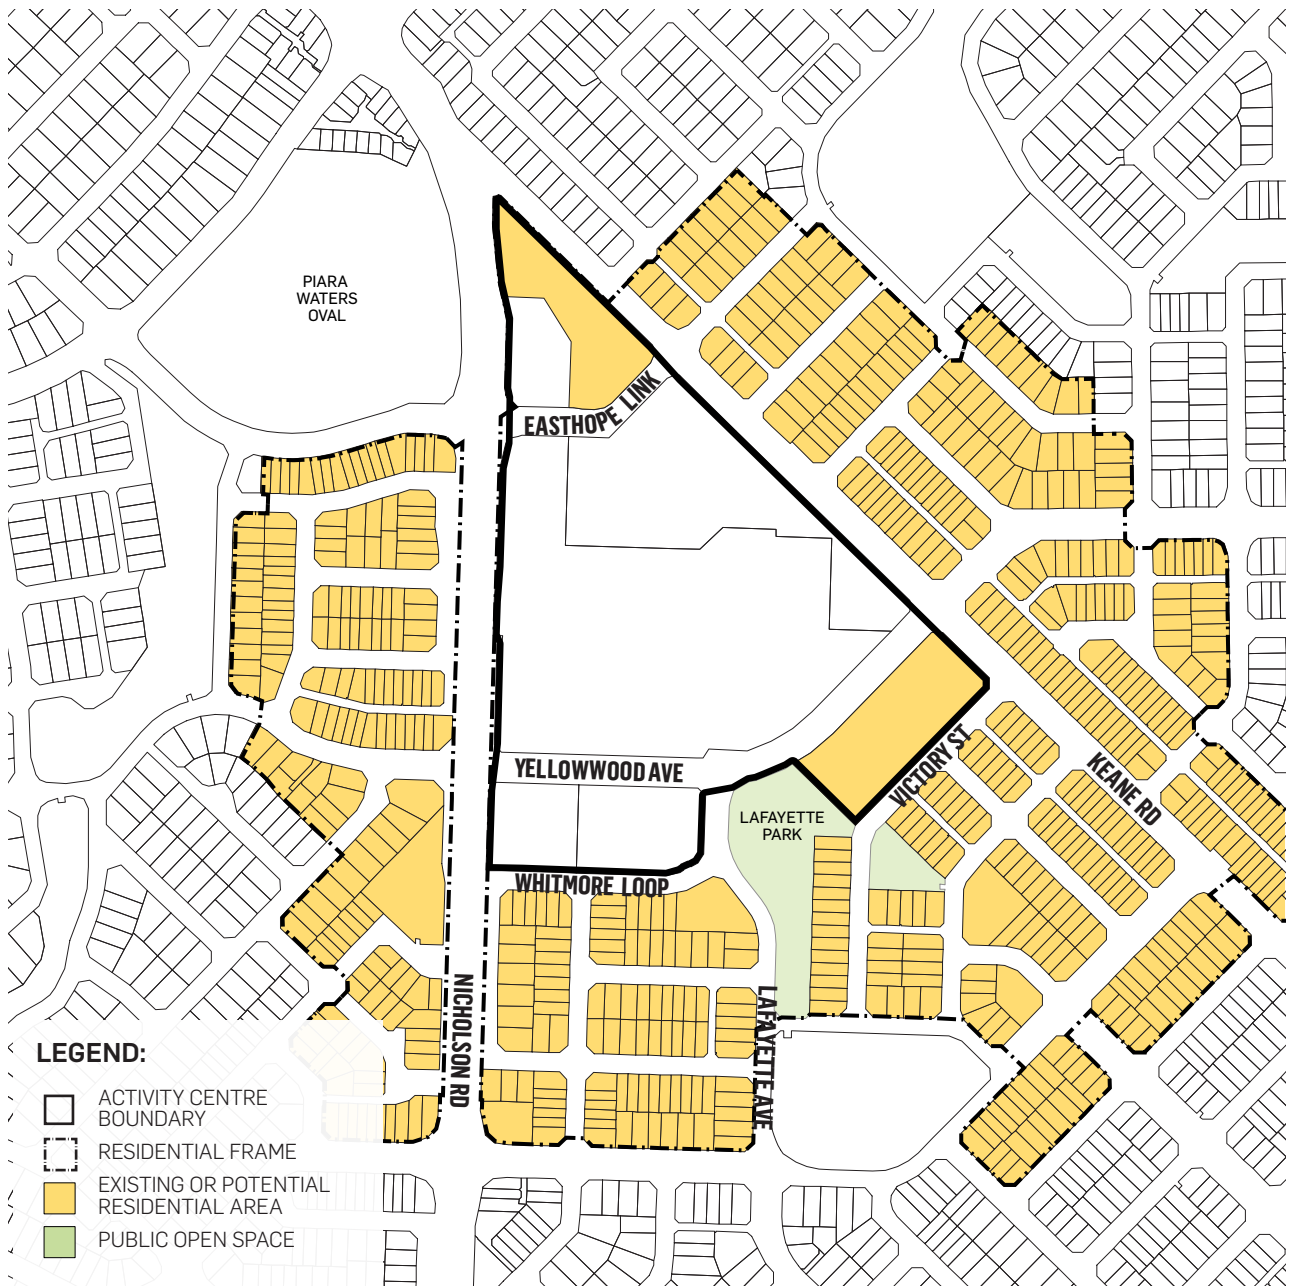 PIARA
WATERS
OVAL
EASTHOPE LINK
YELLOWWOOD AVE
VICTORY ST
KEANE RD
LAFAYETTE
PARK
WHITMORE LOOP
NICHOLSON RD
LAFAYETTE AVE
LEGEND:
ACTIVITY CENTRE
BOUNDARY
RESIDENTIAL FRAME
EXISTING OR POTENTIAL
RESIDENTIAL AREA
PUBLIC OPEN SPACE